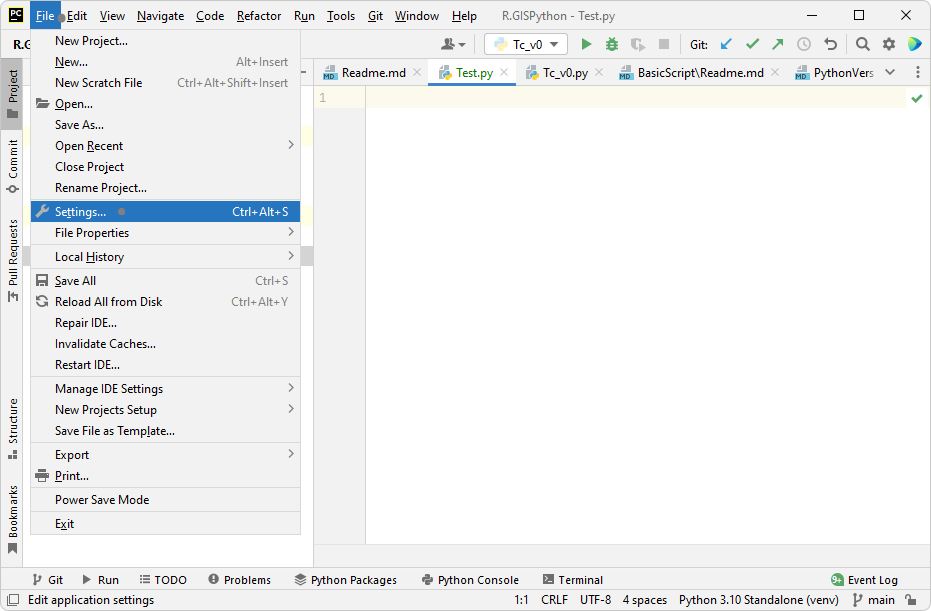 PC File Edit View Navigate Code Refactor Run Tools Git Window Help R.GISPython - Test.py
R.G Tc_v0 Git:
Project
Commit
Pull Requests
Structure
Bookmarks
New Project...
New... Alt+Insert
New Scratch File Ctrl+Alt+Shift+Insert
Open...
Save As...
Open Recent
Close Project
Rename Project...
Settings... Ctrl+Alt+S
File Properties
Local History
Save All Ctrl+S
Reload All from Disk Ctrl+Alt+Y
Repair IDE...
Invalidate Caches...
Restart IDE...
Manage IDE Settings
New Projects Setup
Save File as Template...
Export
Print...
Power Save Mode
Exit
MD Readme.md Test.py Tc_v0.py MD BasicScript\Readme.md MD PythonVers
1
Git Run TODO Problems Python Packages Python Console Terminal 9+ Event Log
Edit application settings 1:1 CRLF UTF-8 4 spaces Python 3.10 Standalone (venv) main